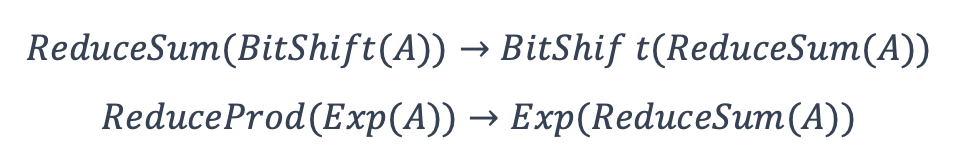 ReduceSum(BitShift(A)) → BitShif t(ReduceSum(A))
ReduceProd(Exp(A)) → Exp(ReduceSum(A))